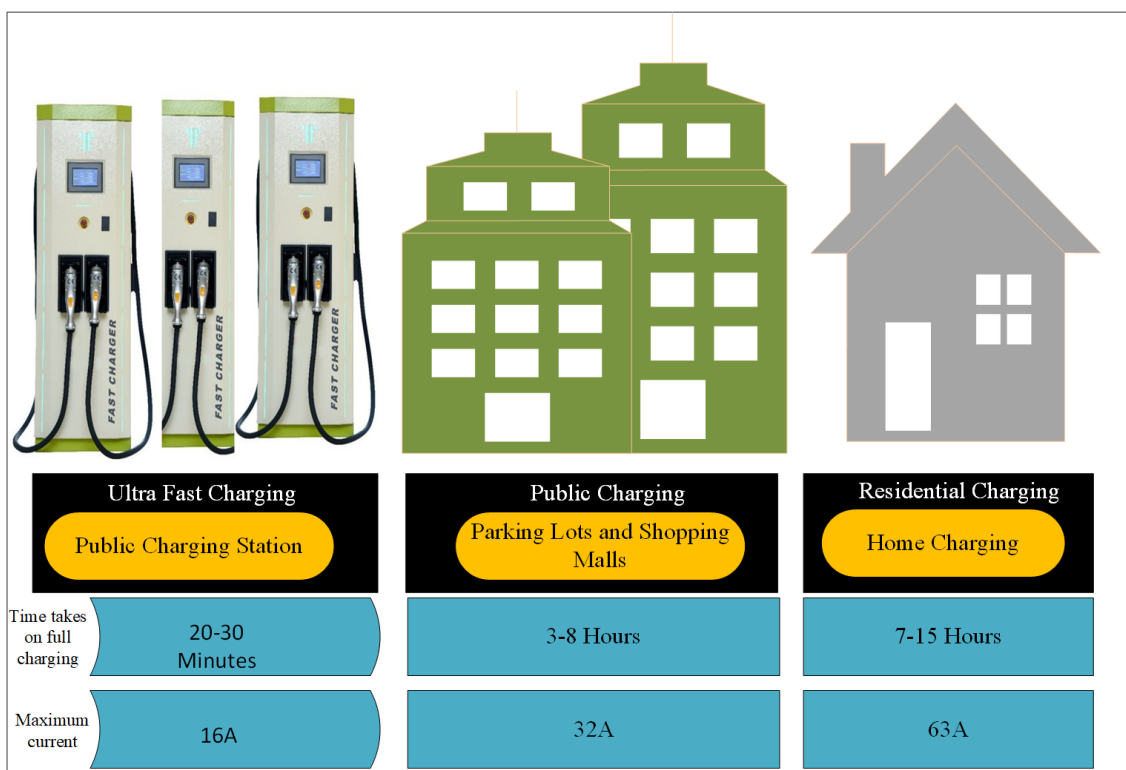 FAST CHARGER
FAST CHARGER
FAST CHARGER
Ultra Fast Charging
Public Charging Station
Public Charging
Parking Lots and Shopping
Malls
Residential Charging
Home Charging
Time takes
on full
charging
20-30
Minutes
3-8 Hours
7-15 Hours
Maximum
current
16A
32A
63A